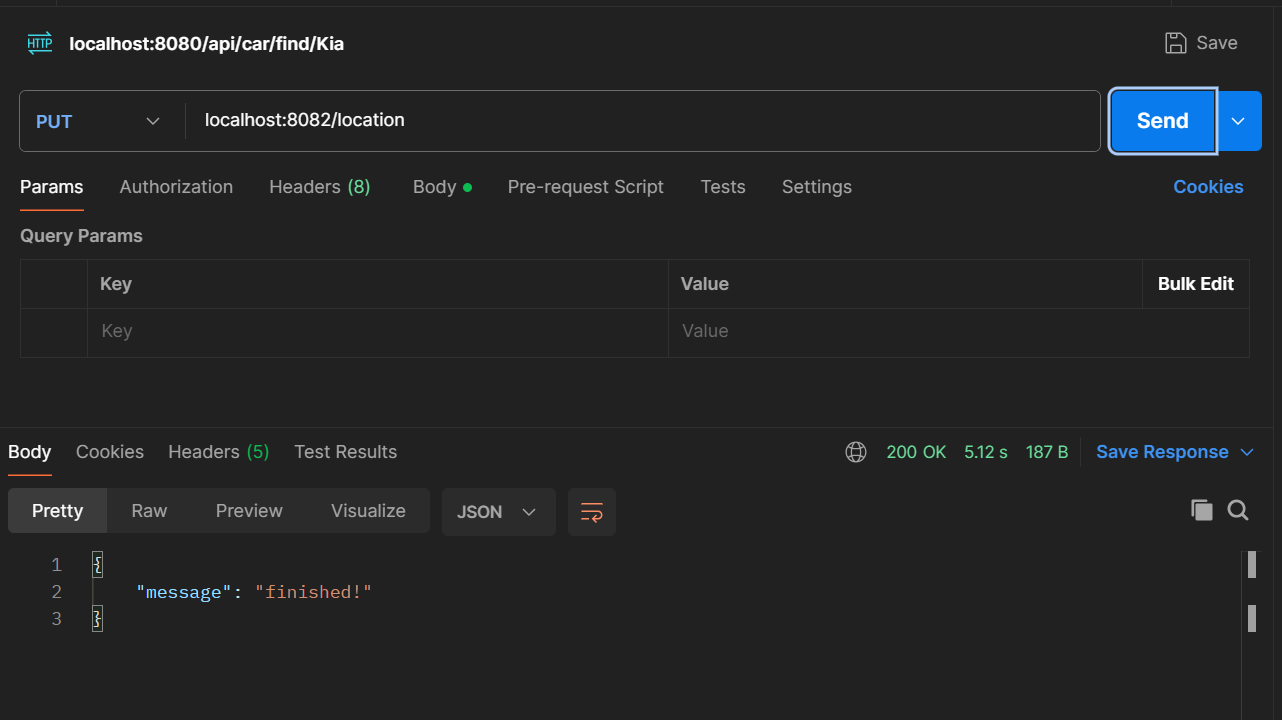 HTTP localhost:8080/api/car/find/Kia Save
PUT localhost:8082/location Send
Params Authorization Headers (8) Body Pre-request Script Tests Settings Cookies
Query Params
Key Value Bulk Edit
Key Value
Body Cookies Headers (5) Test Results 200 OK 5.12 s 187 B Save Response
Pretty Raw Preview Visualize JSON
1 {
2 "message": "finished!"
3 }